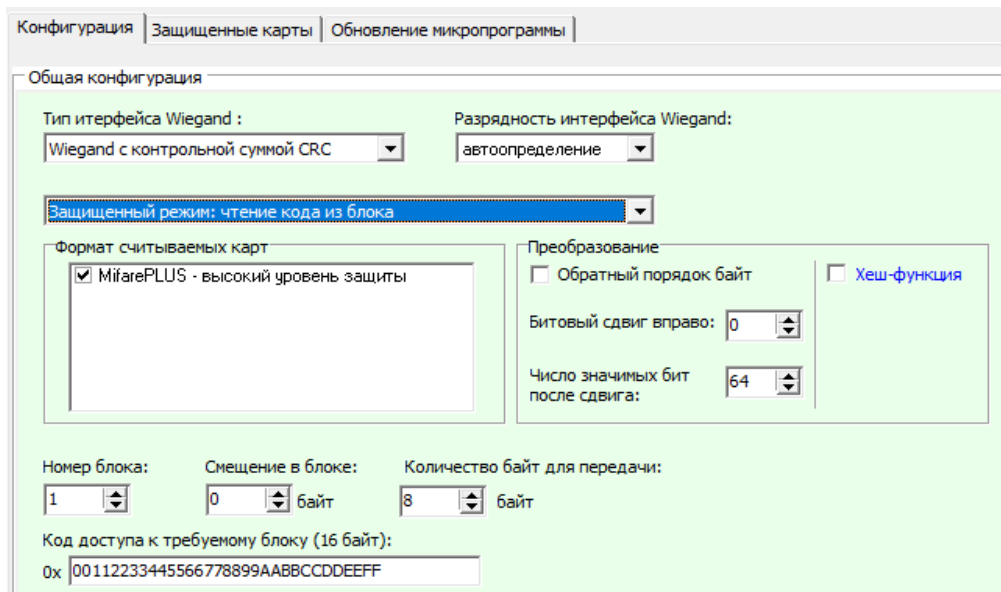 Конфигурация
Защищенные карты
Обновление микропрограммы
Общая конфигурация
Тип итерфейса Wiegand :
Разрядность интерфейса Wiegand:
Wiegand с контрольной суммой CRC
автоопределение
Защищенный режим: чтение кода из блока
Формат считываемых карт
Преобразование
MifarePLUS - высокий уровень защиты
Обратный порядок байт
Хеш-функция
Битовый сдвиг вправо:
0
Число значимых бит
после сдвига:
64
Номер блока:
Смещение в блоке:
Количество байт для передачи:
1
0
байт
8
байт
Код доступа к требуемому блоку (16 байт):
0x 00112233445566778899AABBCCDDEEFF